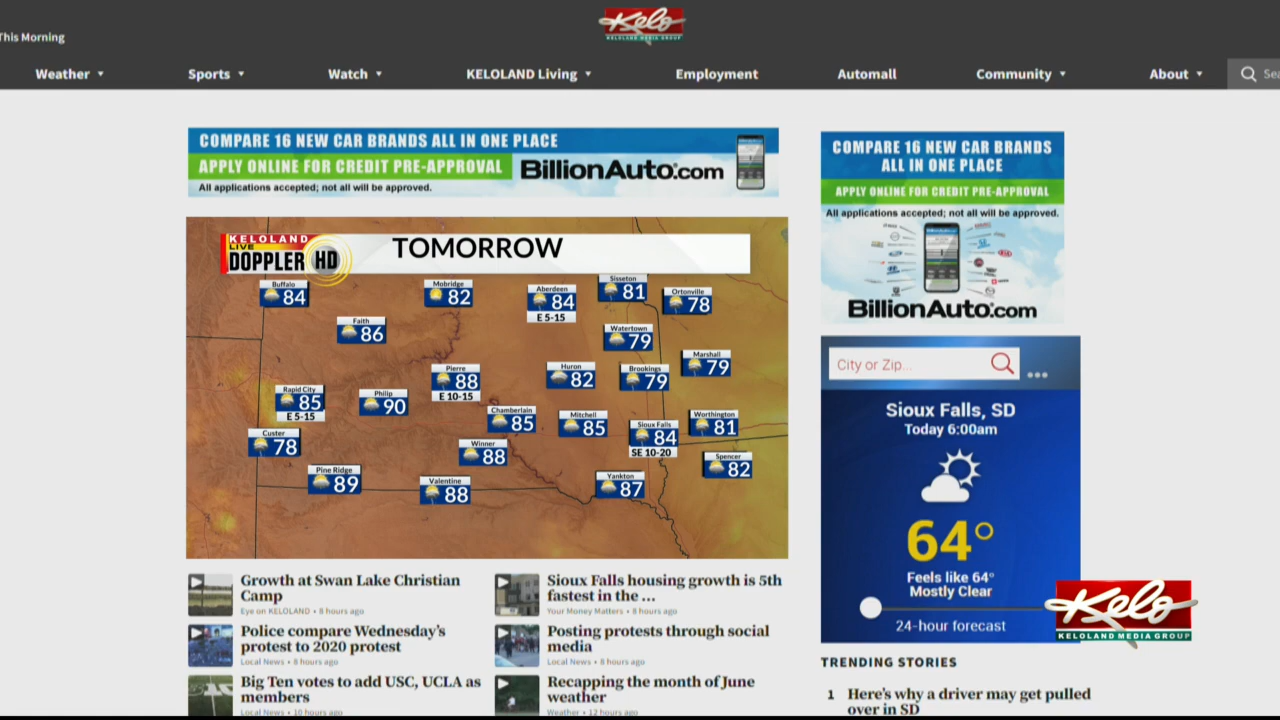 Kelo
KELOLAND MEDIA GROUP
This Morning
Weather
Sports
Watch
KELOLAND Living
Employment
Automall
Community
About
COMPARE 16 NEW CAR BRANDS ALL IN ONE PLACE
APPLY ONLINE FOR CREDIT PRE-APPROVAL
BillionAuto.com
All applications accepted; not all will be approved.
COMPARE 16 NEW CAR BRANDS
ALL IN ONE PLACE
APPLY ONLINE FOR CREDIT PRE-APPROVAL
All applications accepted; not all will be approved.
BillionAuto.com
KELOLAND
LIVE
DOPPLER HD
TOMORROW
Buffalo
84
Mobridge
82
Aberdeen
84
E 5-15
Sisseton
81
Ortonville
78
Faith
86
Watertown
79
Marshall
79
Pierre
88
E 10-15
Huron
82
Brookings
79
Rapid City
85
E 5-15
Philip
90
Chamberlain
85
Mitchell
85
Sioux Falls
84
SE 10-20
Worthington
81
Custer
78
Winner
88
Spencer
82
Pine Ridge
89
Valentine
88
Yankton
87
City or Zip...
Sioux Falls, SD
Today 6:00am
64°
Feels like 64°
Mostly Clear
24-hour forecast
Kelo
KELOLAND MEDIA GROUP
Growth at Swan Lake Christian
Camp
Eye on KELOLAND • 8 hours ago
Sioux Falls housing growth is 5th
fastest in the ...
Your Money Matters • 8 hours ago
Police compare Wednesday's
protest to 2020 protest
Local News • 8 hours ago
Posting protests through social
media
Local News • 8 hours ago
Big Ten votes to add USC, UCLA as
members
Local News • 10 hours ago
Recapping the month of June
weather
Weather • 12 hours ago
TRENDING STORIES
1 Here's why a driver may get pulled
over in SD